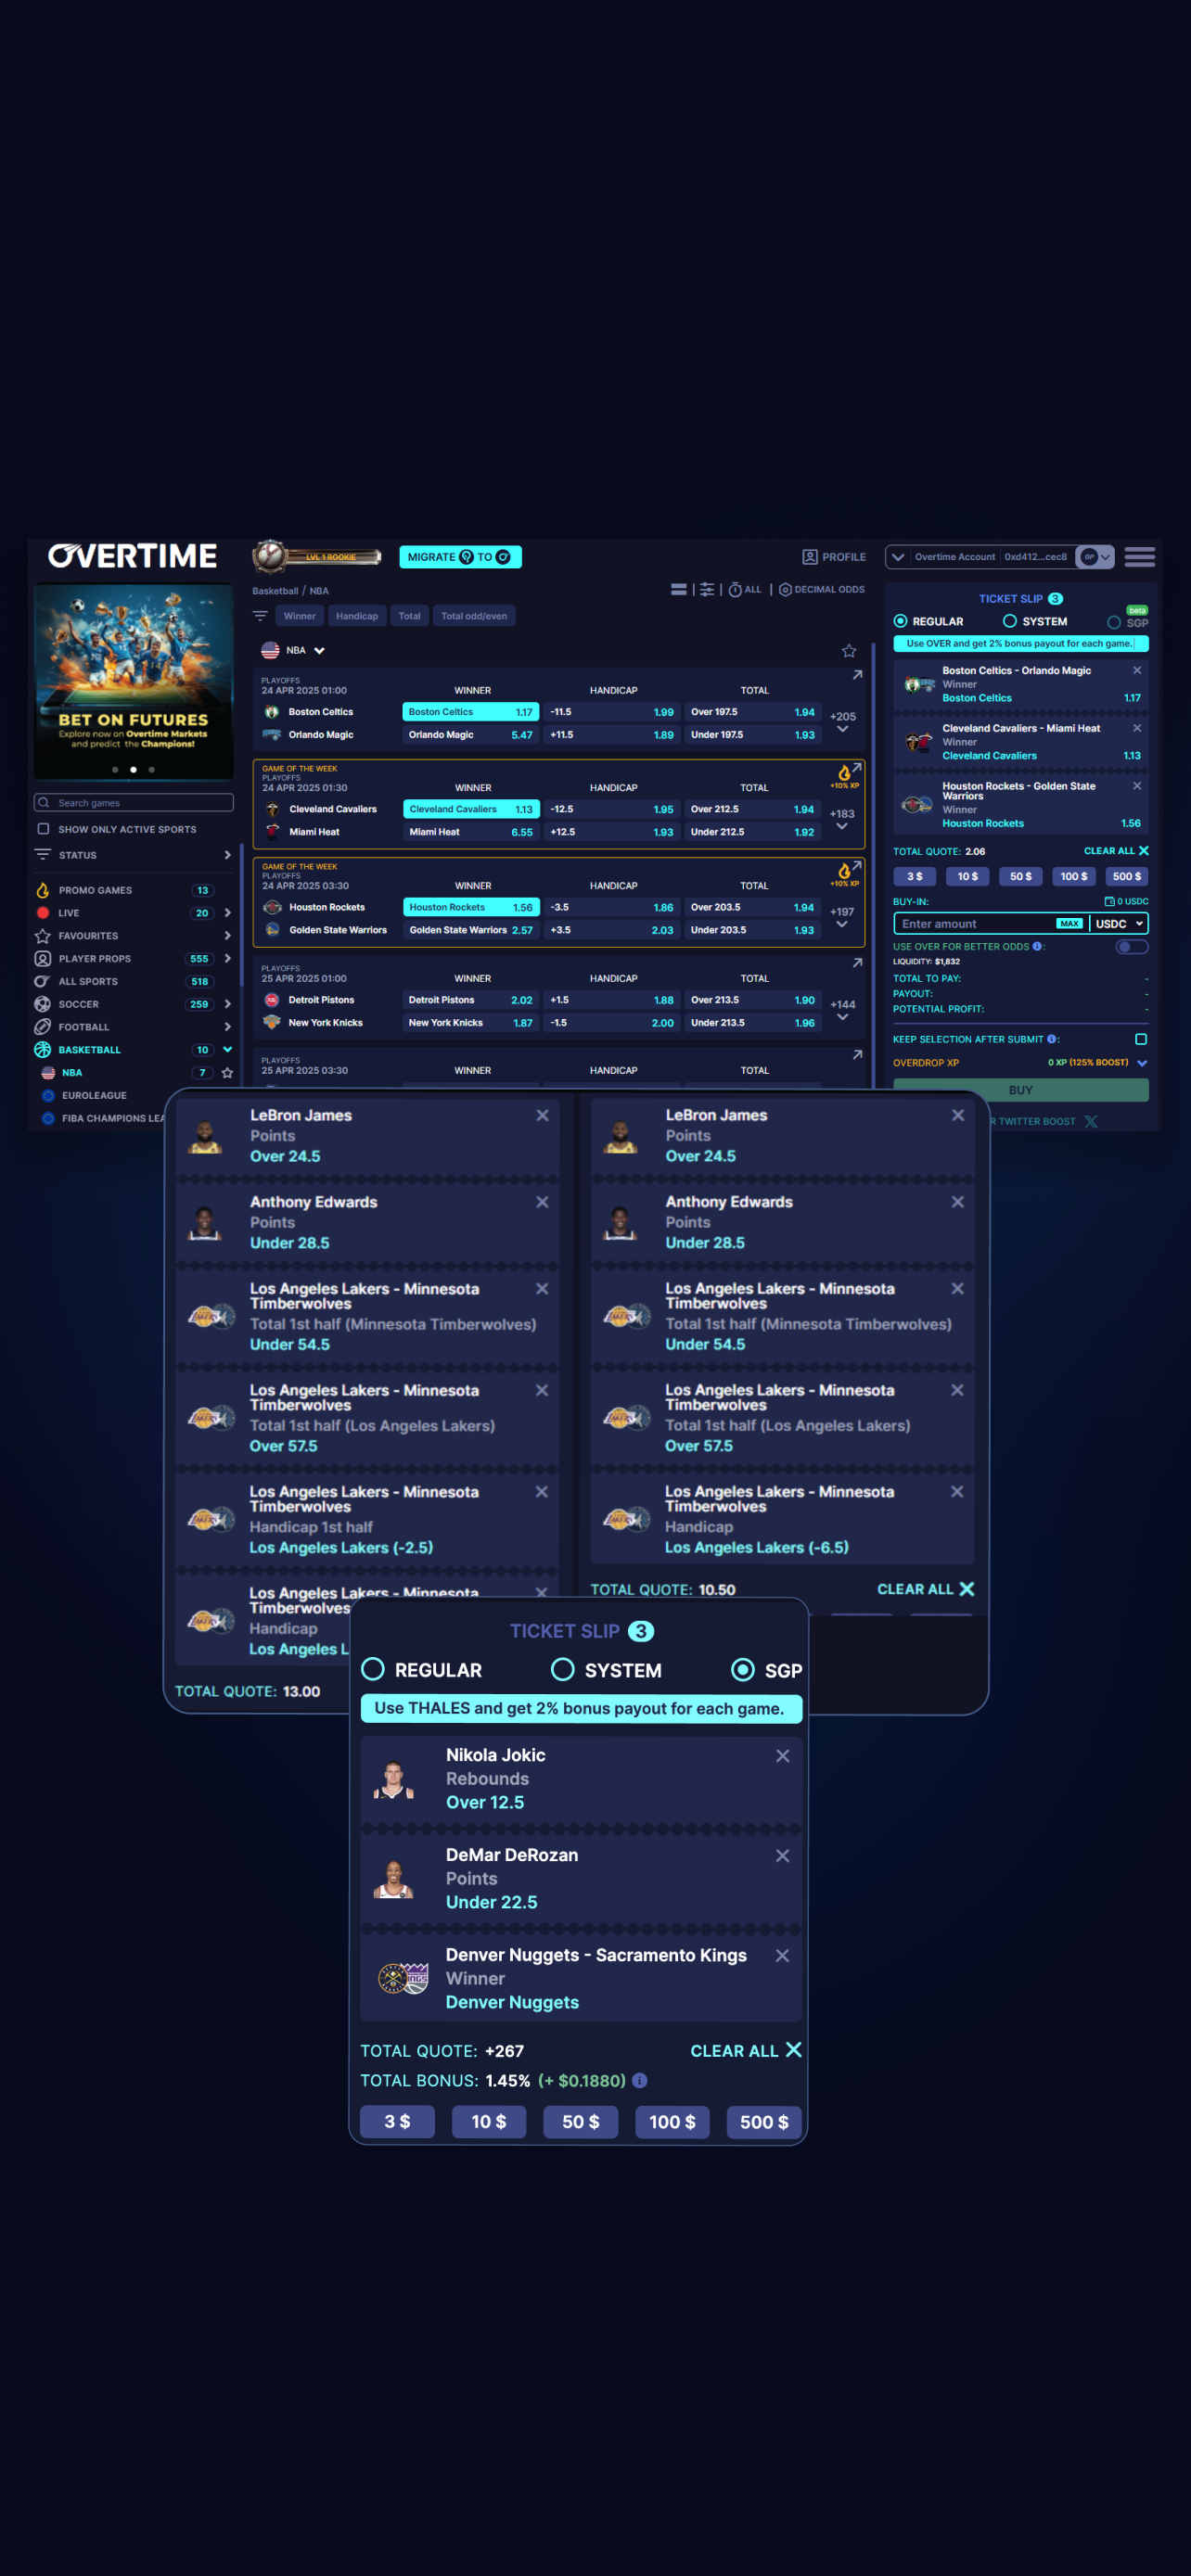 OVERTIME
LVL 1 ROOKIE
MIGRATE TO
PROFILE
Overtime Account
0xd412...cec8
OP
BET ON FUTURES
Explore now on Overtime Markets
and predict the Champions!
Search games
SHOW ONLY ACTIVE SPORTS
STATUS
PROMO GAMES 13
LIVE 20
FAVOURITES
PLAYER PROPS 555
ALL SPORTS 518
SOCCER 259
FOOTBALL
BASKETBALL 10
NBA 7
EUROLEAGUE
FIBA CHAMPIONS LEA
Basketball / NBA
ALL
DECIMAL ODDS
Winner
Handicap
Total
Total odd/even
NBA
PLAYOFFS
24 APR 2025 01:00
WINNER HANDICAP TOTAL
Boston Celtics Boston Celtics 1.17 -11.5 1.99 Over 197.5 1.94
+205
Orlando Magic Orlando Magic 5.47 +11.5 1.89 Under 197.5 1.93
GAME OF THE WEEK
PLAYOFFS
24 APR 2025 01:30
WINNER HANDICAP TOTAL
+10% XP
Cleveland Cavaliers Cleveland Cavaliers 1.13 -12.5 1.95 Over 212.5 1.94
+183
Miami Heat Miami Heat 6.55 +12.5 1.93 Under 212.5 1.92
GAME OF THE WEEK
PLAYOFFS
24 APR 2025 03:30
WINNER HANDICAP TOTAL
+10% XP
Houston Rockets Houston Rockets 1.56 -3.5 1.86 Over 203.5 1.94
+197
Golden State Warriors Golden State Warriors 2.57 +3.5 2.03 Under 203.5 1.93
PLAYOFFS
25 APR 2025 01:00
WINNER HANDICAP TOTAL
Detroit Pistons Detroit Pistons 2.02 +1.5 1.88 Over 213.5 1.90
+144
New York Knicks New York Knicks 1.87 -1.5 2.00 Under 213.5 1.96
PLAYOFFS
25 APR 2025 03:30
WINNER HANDICAP TOTAL
TICKET SLIP 3
beta
REGULAR SYSTEM SGP
Use OVER and get 2% bonus payout for each game.
Boston Celtics - Orlando Magic
Winner
Boston Celtics 1.17
Cleveland Cavaliers - Miami Heat
Winner
Cleveland Cavaliers 1.13
Houston Rockets - Golden State
Warriors
Winner
Houston Rockets 1.56
TOTAL QUOTE: 2.06 CLEAR ALL
3 $ 10 $ 50 $ 100 $ 500 $
BUY-IN: 0 USDC
Enter amount MAX USDC
USE OVER FOR BETTER ODDS :
LIQUIDITY: $1,832
TOTAL TO PAY: -
PAYOUT: -
POTENTIAL PROFIT: -
KEEP SELECTION AFTER SUBMIT :
OVERDROP XP 0 XP (125% BOOST)
BUY
R TWITTER BOOST
LeBron James
Points
Over 24.5
Anthony Edwards
Points
Under 28.5
Los Angeles Lakers - Minnesota
Timberwolves
Total 1st half (Minnesota Timberwolves)
Under 54.5
Los Angeles Lakers - Minnesota
Timberwolves
Total 1st half (Los Angeles Lakers)
Over 57.5
Los Angeles Lakers - Minnesota
Timberwolves
Handicap 1st half
Los Angeles Lakers (-2.5)
Los Angeles Lakers - Minnesota
Timberwolves
Handicap
Los Angeles L
TOTAL QUOTE: 13.00
LeBron James
Points
Over 24.5
Anthony Edwards
Points
Under 28.5
Los Angeles Lakers - Minnesota
Timberwolves
Total 1st half (Minnesota Timberwolves)
Under 54.5
Los Angeles Lakers - Minnesota
Timberwolves
Total 1st half (Los Angeles Lakers)
Over 57.5
Los Angeles Lakers - Minnesota
Timberwolves
Handicap
Los Angeles Lakers (-6.5)
TOTAL QUOTE: 10.50 CLEAR ALL
TICKET SLIP 3
REGULAR SYSTEM SGP
Use THALES and get 2% bonus payout for each game.
Nikola Jokic
Rebounds
Over 12.5
DeMar DeRozan
Points
Under 22.5
Denver Nuggets - Sacramento Kings
Winner
Denver Nuggets
TOTAL QUOTE: +267 CLEAR ALL
TOTAL BONUS: 1.45% (+ $0.1880)
3 $ 10 $ 50 $ 100 $ 500 $